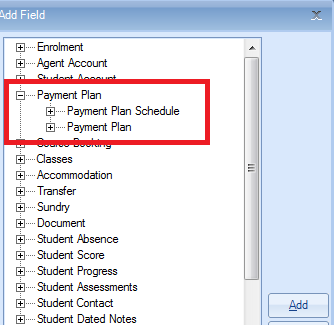 Add Field
Enrolment
Agent Account
Student Account
Payment Plan
Payment Plan Schedule
Payment Plan
Course Booking
Classes
Accommodation
Transfer
Sundry
Document
Student Absence
Student Score
Student Progress
Student Assessments
Student Contact
Student Dated Notes
Add